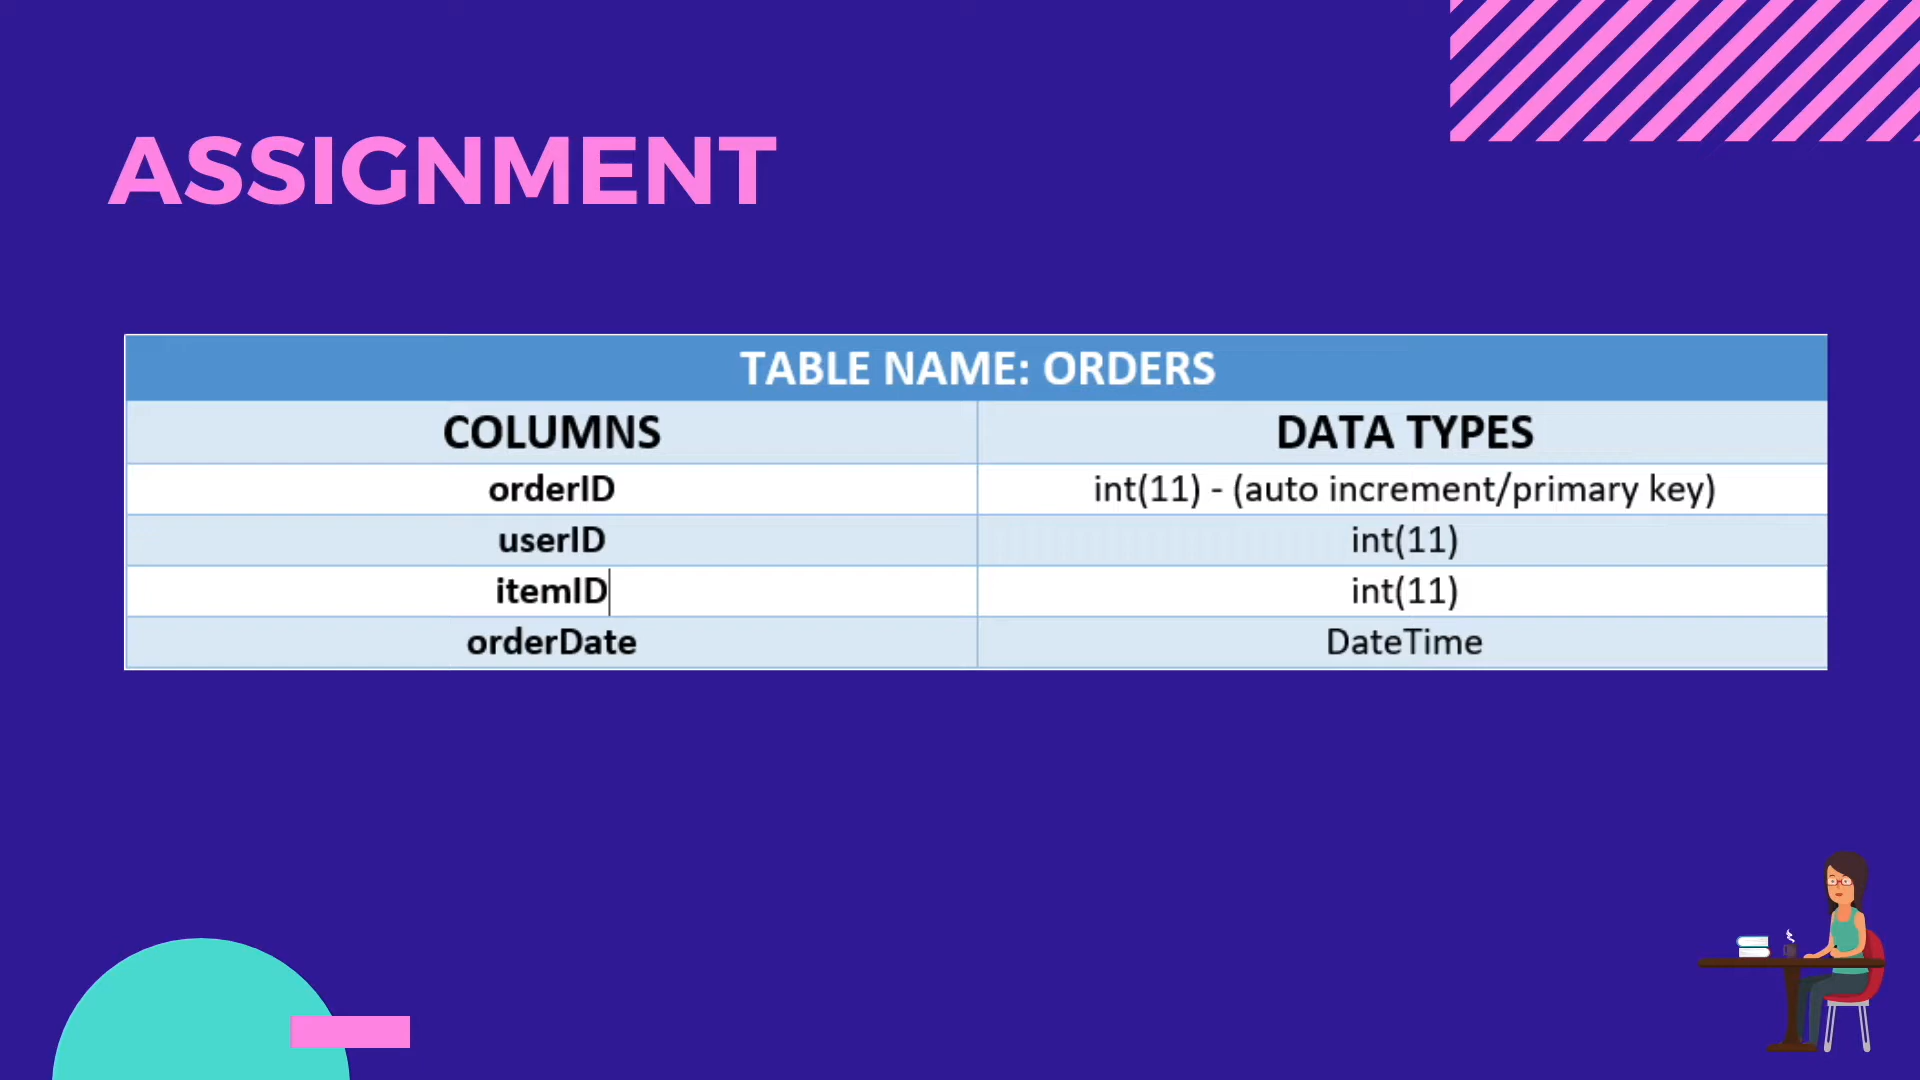 ASSIGNMENT
TABLE NAME: ORDERS
COLUMNS DATA TYPES
orderID int(11) - (auto increment/primary key)
userID int(11)
itemID int(11)
orderDate DateTime